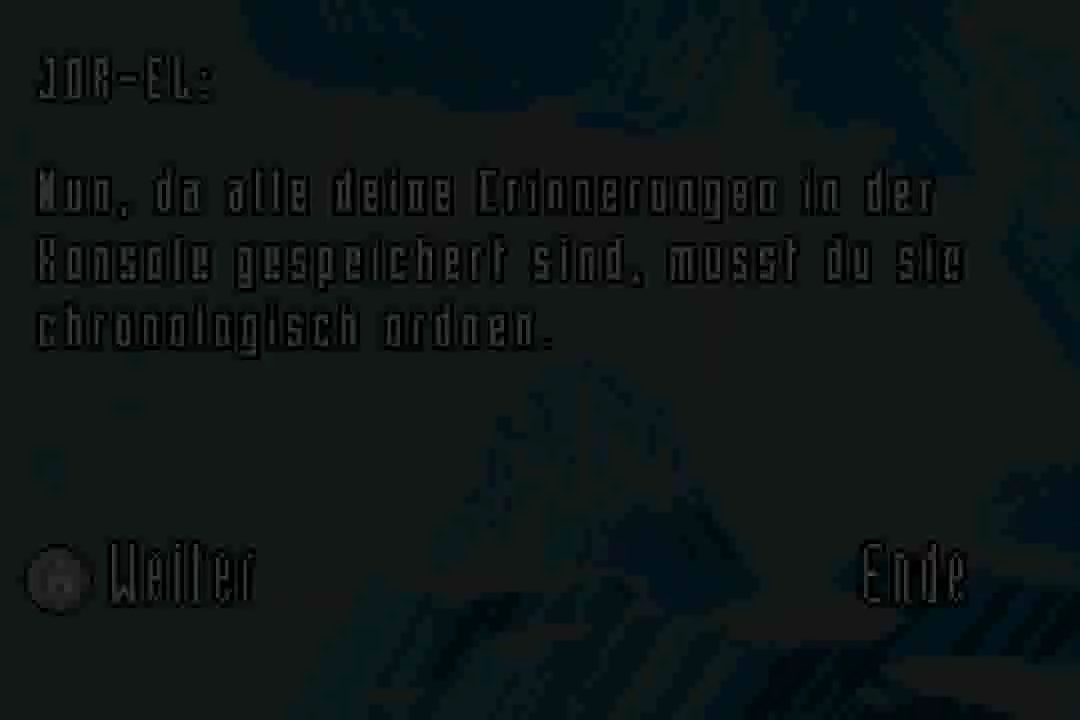 JOR-EL:
Nun, da alle deine Erinnerungen in der
Konsole gespeichert sind, musst du sie
chronologisch ordnen.
A Weiter
Ende